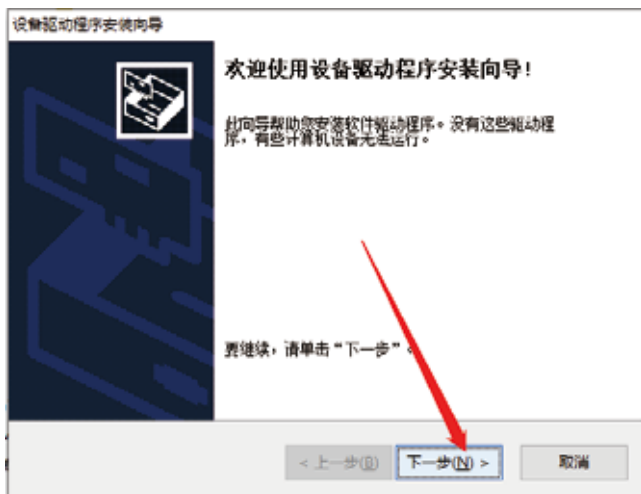 设备驱动程序安装向导
欢迎使用设备驱动程序安装向导!
此向导帮助您安装软件驱动程序。没有这些驱动程
序，有些计算机设备无法运行。
要继续，请单击“下一步”。
< 上一步(B)
下一步(N) >
取消